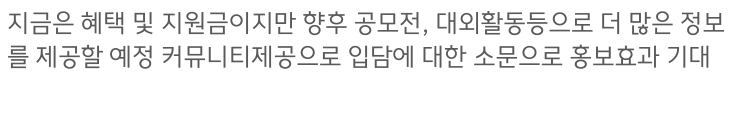 지금은 혜택 및 지원금이지만 향후 공모전, 대외활동등으로 더 많은 정보
를 제공할 예정 커뮤니티제공으로 입담에 대한 소문으로 홍보효과 기대